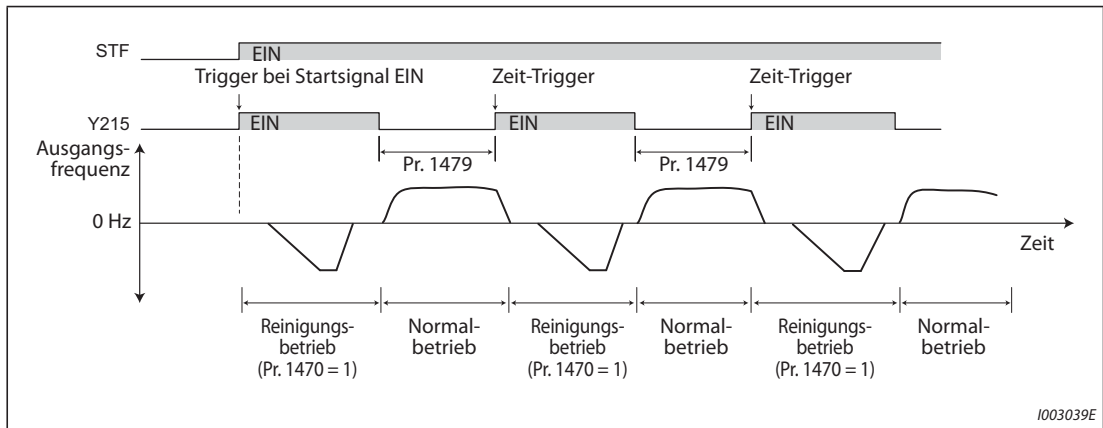 STF
EIN
Trigger bei Startsignal EIN
Zeit-Trigger
Zeit-Trigger
Y215
EIN
EIN
EIN
Ausgangs-
frequenz
Pr. 1479
Pr. 1479
0 Hz
Zeit
Reinigungs-
betrieb
(Pr. 1470 = 1)
Normal-
betrieb
Reinigungs-
betrieb
(Pr. 1470 = 1)
Normal-
betrieb
Reinigungs-
betrieb
(Pr. 1470 = 1)
Normal-
betrieb
I003039E